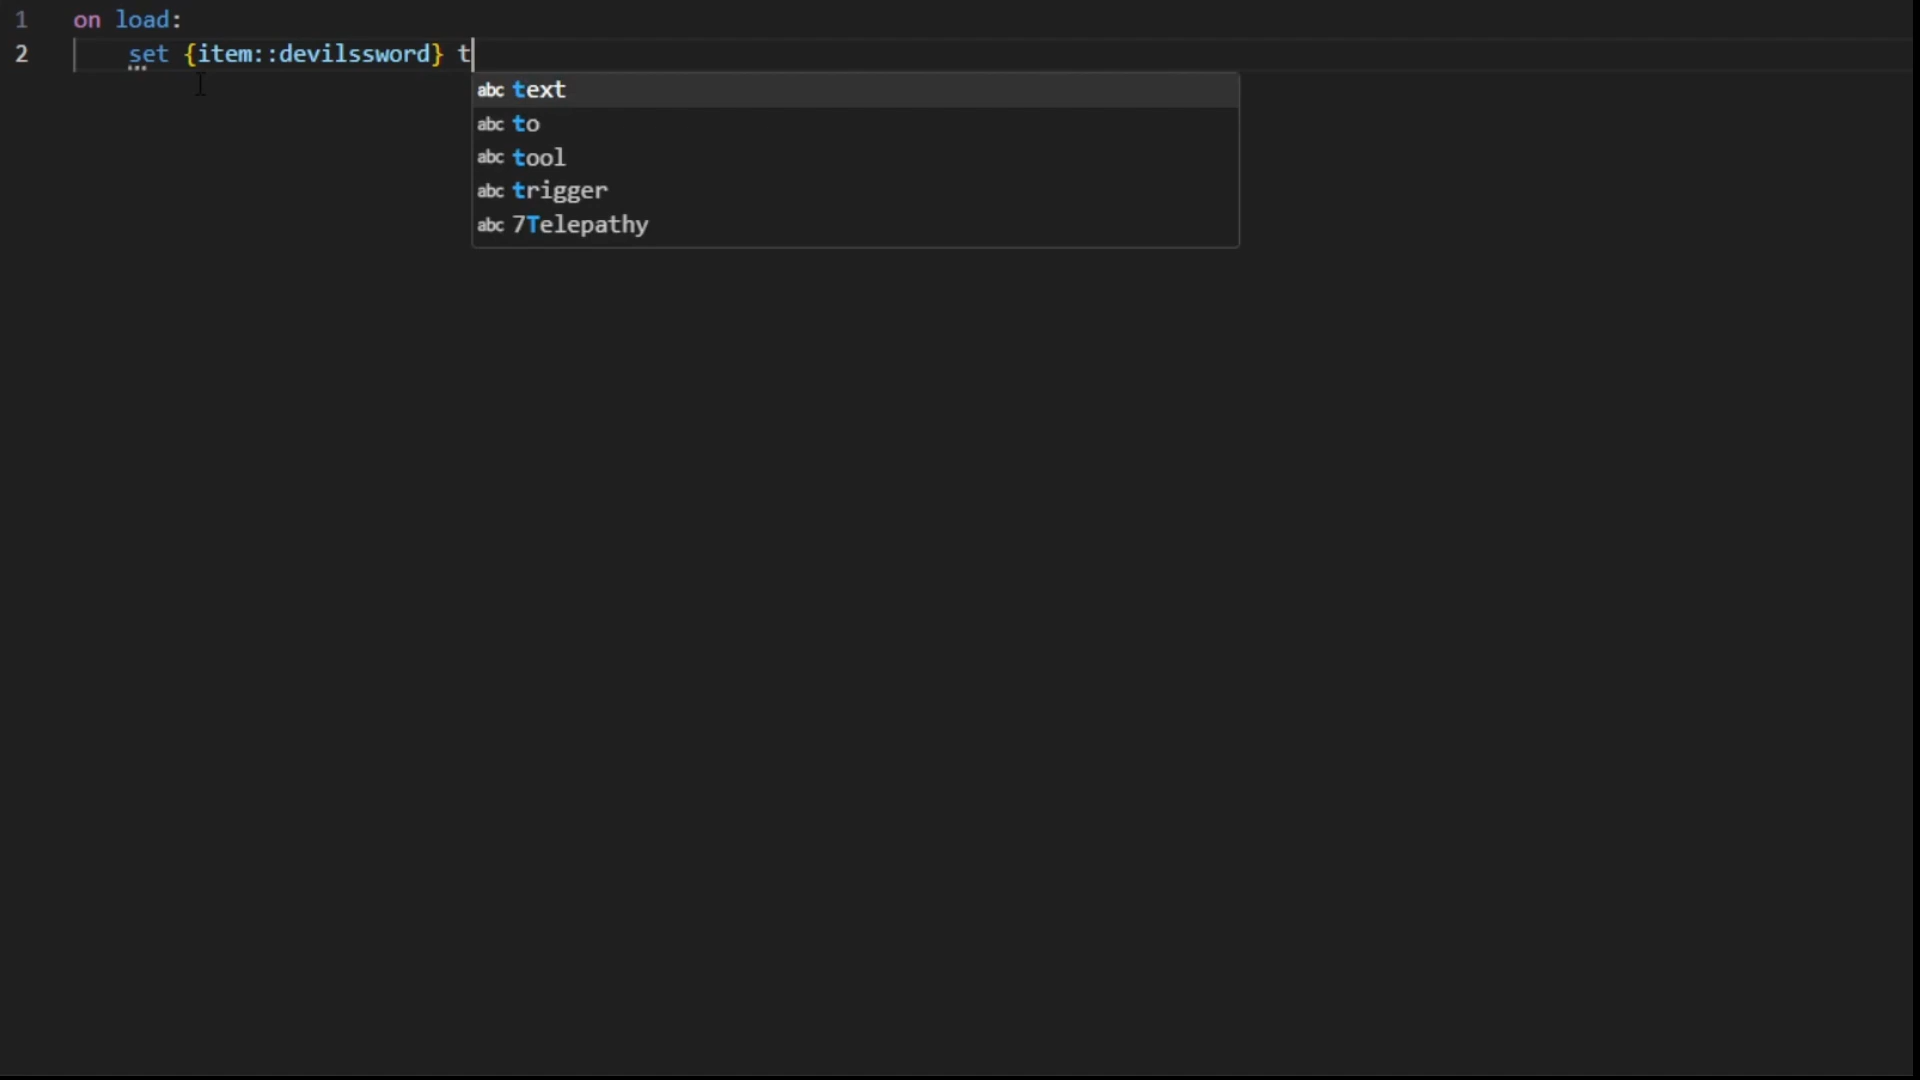 1 on load:
2 set {item::devilssword} t
abc text
abc to
abc tool
abc trigger
abc 7Telepathy